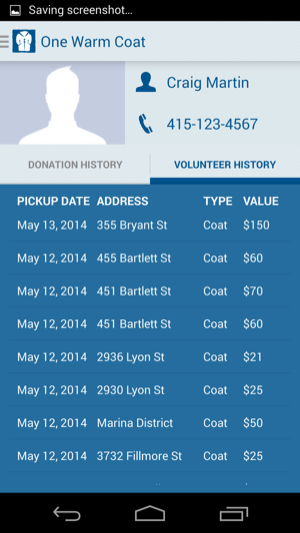 Saving screenshot...
One Warm Coat
Craig Martin
415-123-4567
DONATION HISTORY VOLUNTEER HISTORY
PICKUP DATE ADDRESS TYPE VALUE
May 13, 2014 355 Bryant St Coat $150
May 12, 2014 455 Bartlett St Coat $60
May 12, 2014 451 Bartlett St Coat $70
May 12, 2014 451 Bartlett St Coat $60
May 12, 2014 2936 Lyon St Coat $21
May 12, 2014 2930 Lyon St Coat $25
May 12, 2014 Marina District Coat $50
May 12, 2014 3732 Fillmore St Coat $25